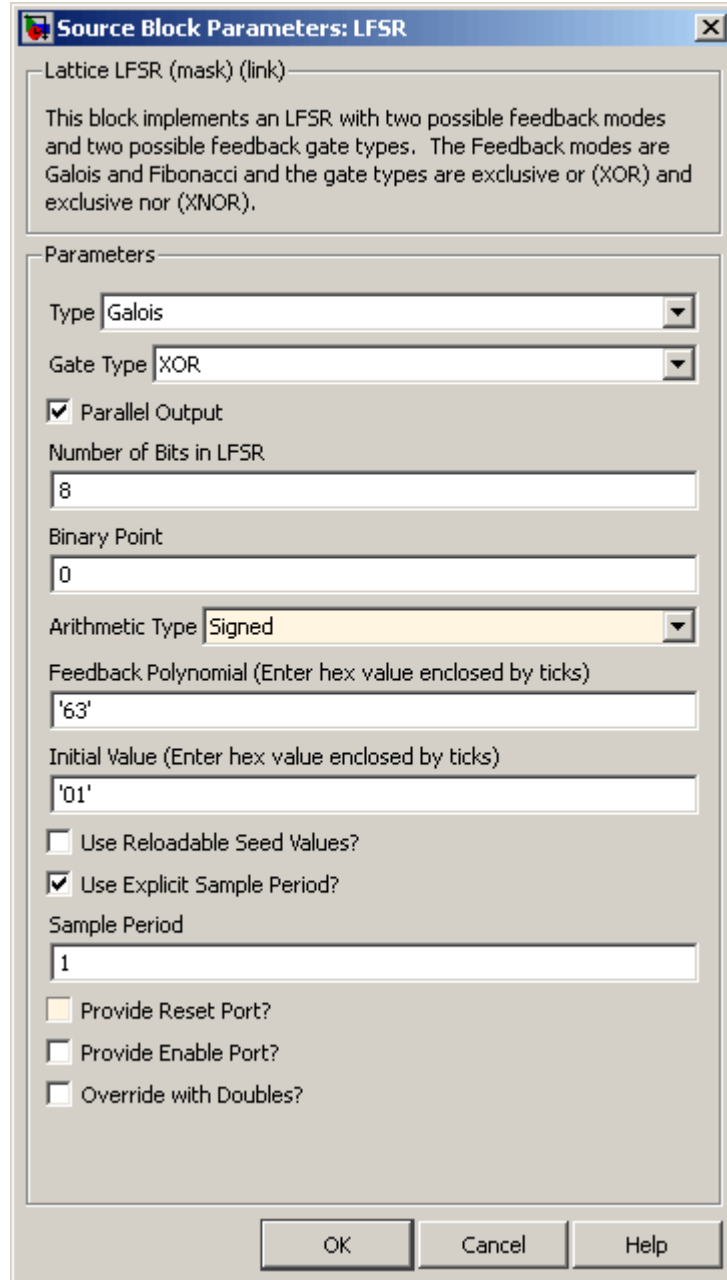 Source Block Parameters: LFSR
Lattice LFSR (mask) (link)
This block implements an LFSR with two possible feedback modes
and two possible feedback gate types.  The Feedback modes are
Galois and Fibonacci and the gate types are exclusive or (XOR) and
exclusive nor (XNOR).
Parameters
Type Galois
Gate Type XOR
Parallel Output
Number of Bits in LFSR
8
Binary Point
0
Arithmetic Type Signed
Feedback Polynomial (Enter hex value enclosed by ticks)
'63'
Initial Value (Enter hex value enclosed by ticks)
'01'
Use Reloadable Seed Values?
Use Explicit Sample Period?
Sample Period
1
Provide Reset Port?
Provide Enable Port?
Override with Doubles?
OK Cancel Help